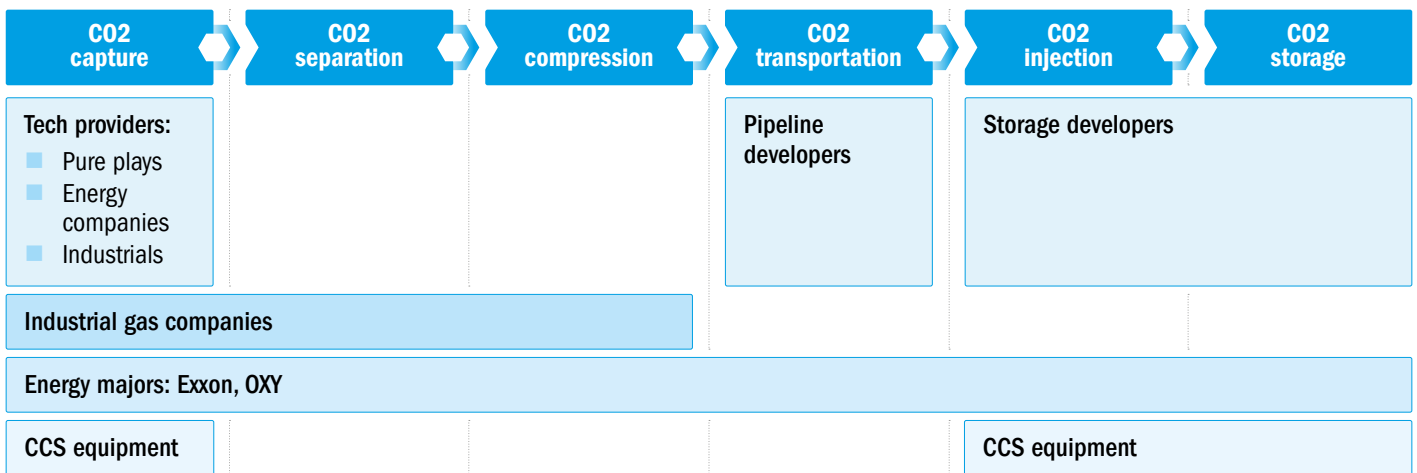 CO2
capture
CO2
separation
CO2
compression
CO2
transportation
CO2
injection
CO2
storage
Tech providers:
Pure plays
Energy
companies
Industrials
Pipeline
developers
Storage developers
Industrial gas companies
Energy majors: Exxon, OXY
CCS equipment
CCS equipment